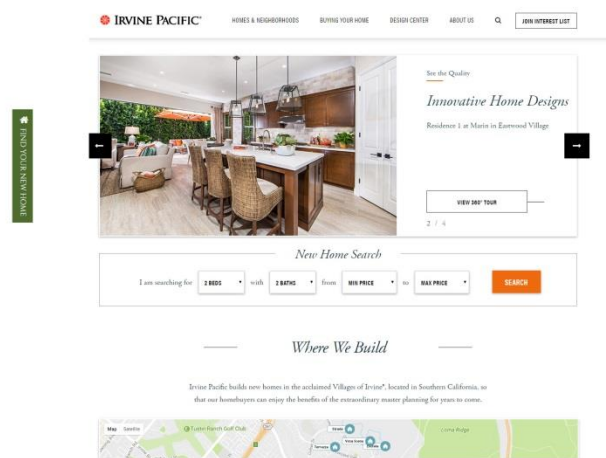 IRVINE PACIFIC®
HOMES & NEIGHBORHOODS
BUYING YOUR HOME
DESIGN CENTER
ABOUT US
JOIN INTEREST LIST
FIND YOUR NEW HOME
See the Quality
Innovative Home Designs
Residence 1 at Marin in Eastwood Village
VIEW 360° TOUR
2 / 4
New Home Search
I am searching for 2 BEDS with 2 BATHS from MIN PRICE to MAX PRICE SEARCH
Where We Build
Irvine Pacific builds new homes in the acclaimed Villages of Irvine®, located in Southern California, so
that our homebuyers can enjoy the benefits of the extraordinary master planning for years to come.
Map Satellite
Tustin Ranch Golf Club
Loma Ridge